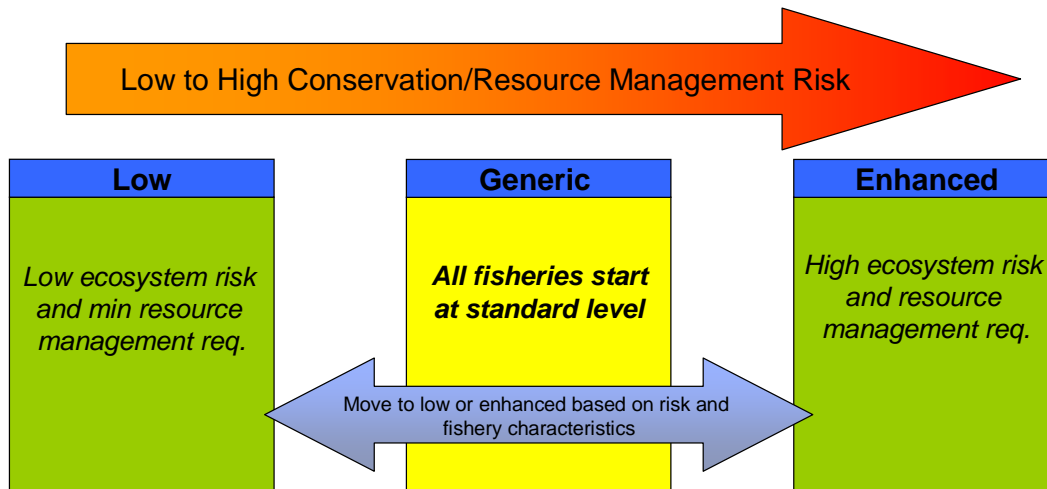 Low to High Conservation/Resource Management Risk
Low
Generic
Enhanced
Low ecosystem risk
and min resource
management req.
All fisheries start
at standard level
High ecosystem risk
and resource
management req.
Move to low or enhanced based on risk and
fishery characteristics